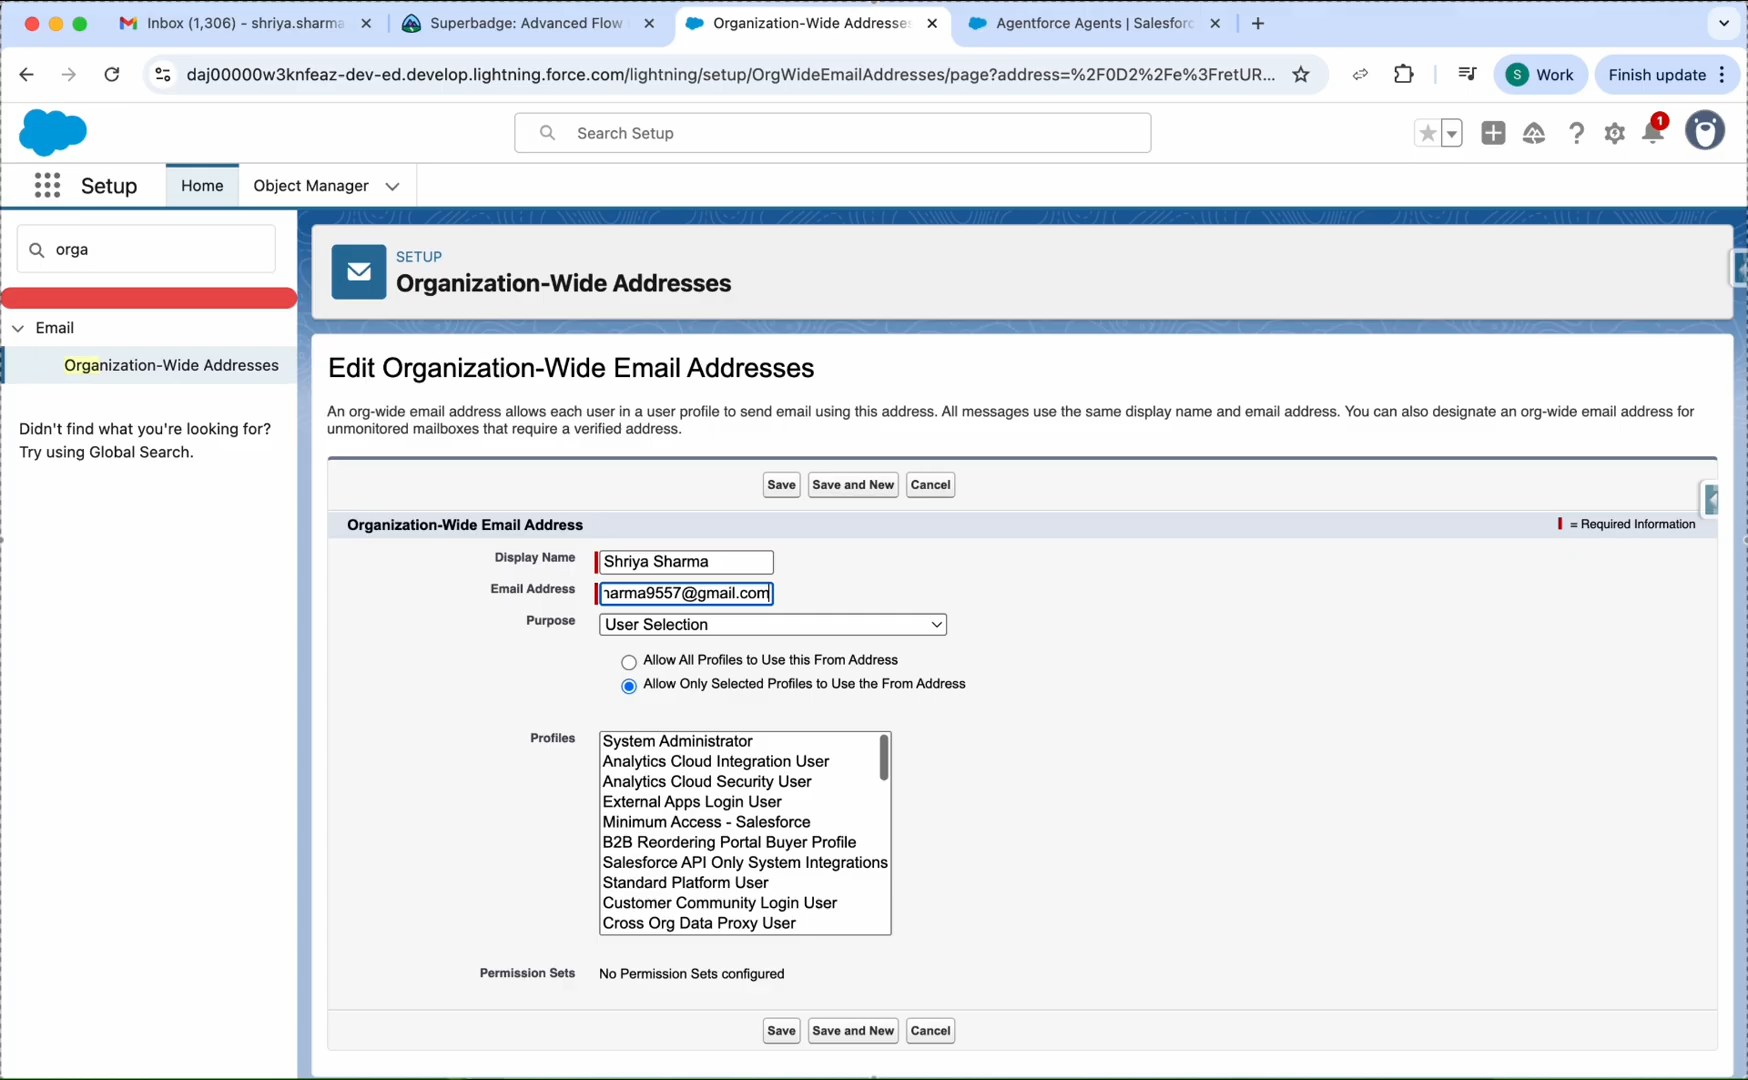 Inbox (1,306) - shriya.sharma
Superbadge: Advanced Flow
Organization-Wide Addresses
Agentforce Agents | Salesforc
daj00000w3knfeaz-dev-ed.develop.lightning.force.com/lightning/setup/OrgWideEmailAddresses/page?address=%2F0D2%2Fe%3FretUR...
S Work
Finish update
Search Setup
1
Setup
Home
Object Manager
orga
Email
Organization-Wide Addresses
Didn't find what you're looking for?
Try using Global Search.
SETUP
Organization-Wide Addresses
Edit Organization-Wide Email Addresses
An org-wide email address allows each user in a user profile to send email using this address. All messages use the same display name and email address. You can also designate an org-wide email address for
unmonitored mailboxes that require a verified address.
Save Save and New Cancel
Organization-Wide Email Address
= Required Information
Display Name Shriya Sharma
Email Address harma9557@gmail.com
Purpose User Selection
Allow All Profiles to Use this From Address
Allow Only Selected Profiles to Use the From Address
Profiles
System Administrator
Analytics Cloud Integration User
Analytics Cloud Security User
External Apps Login User
Minimum Access - Salesforce
B2B Reordering Portal Buyer Profile
Salesforce API Only System Integrations
Standard Platform User
Customer Community Login User
Cross Org Data Proxy User
Permission Sets No Permission Sets configured
Save Save and New Cancel